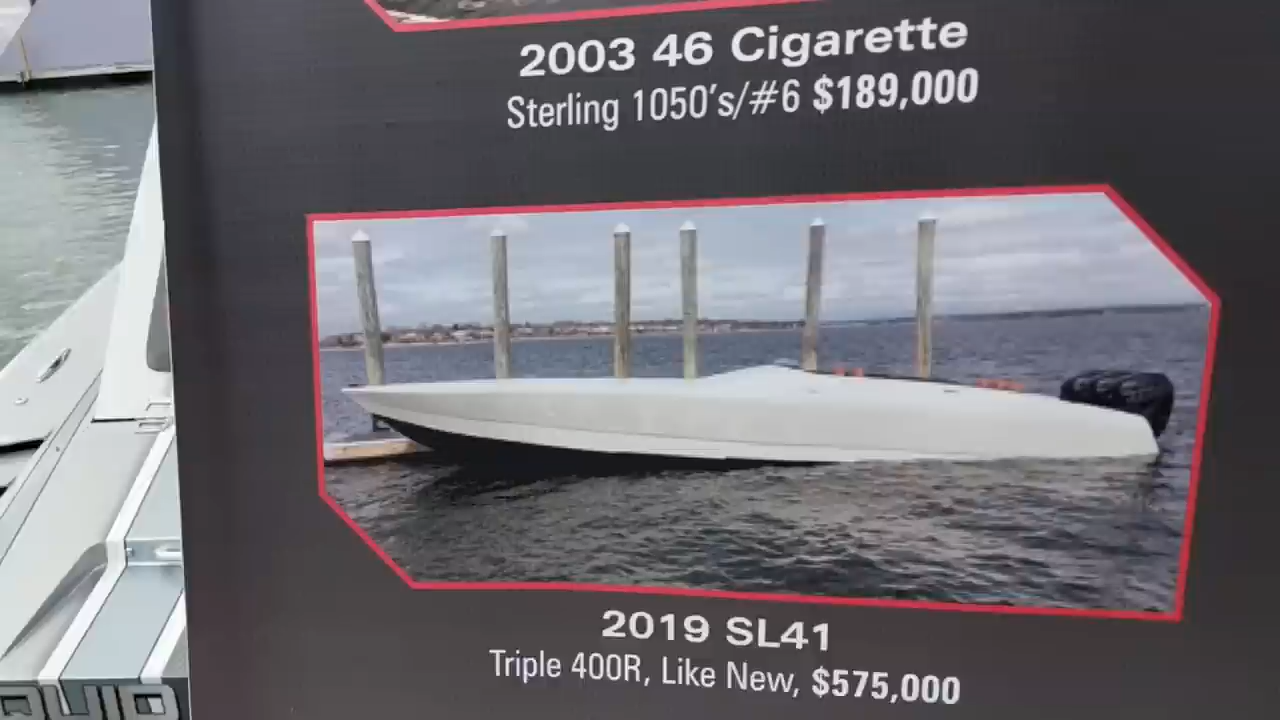 2003 46 Cigarette
Sterling 1050's/#6 $189,000
2019 SL41
Triple 400R, Like New, $575,000